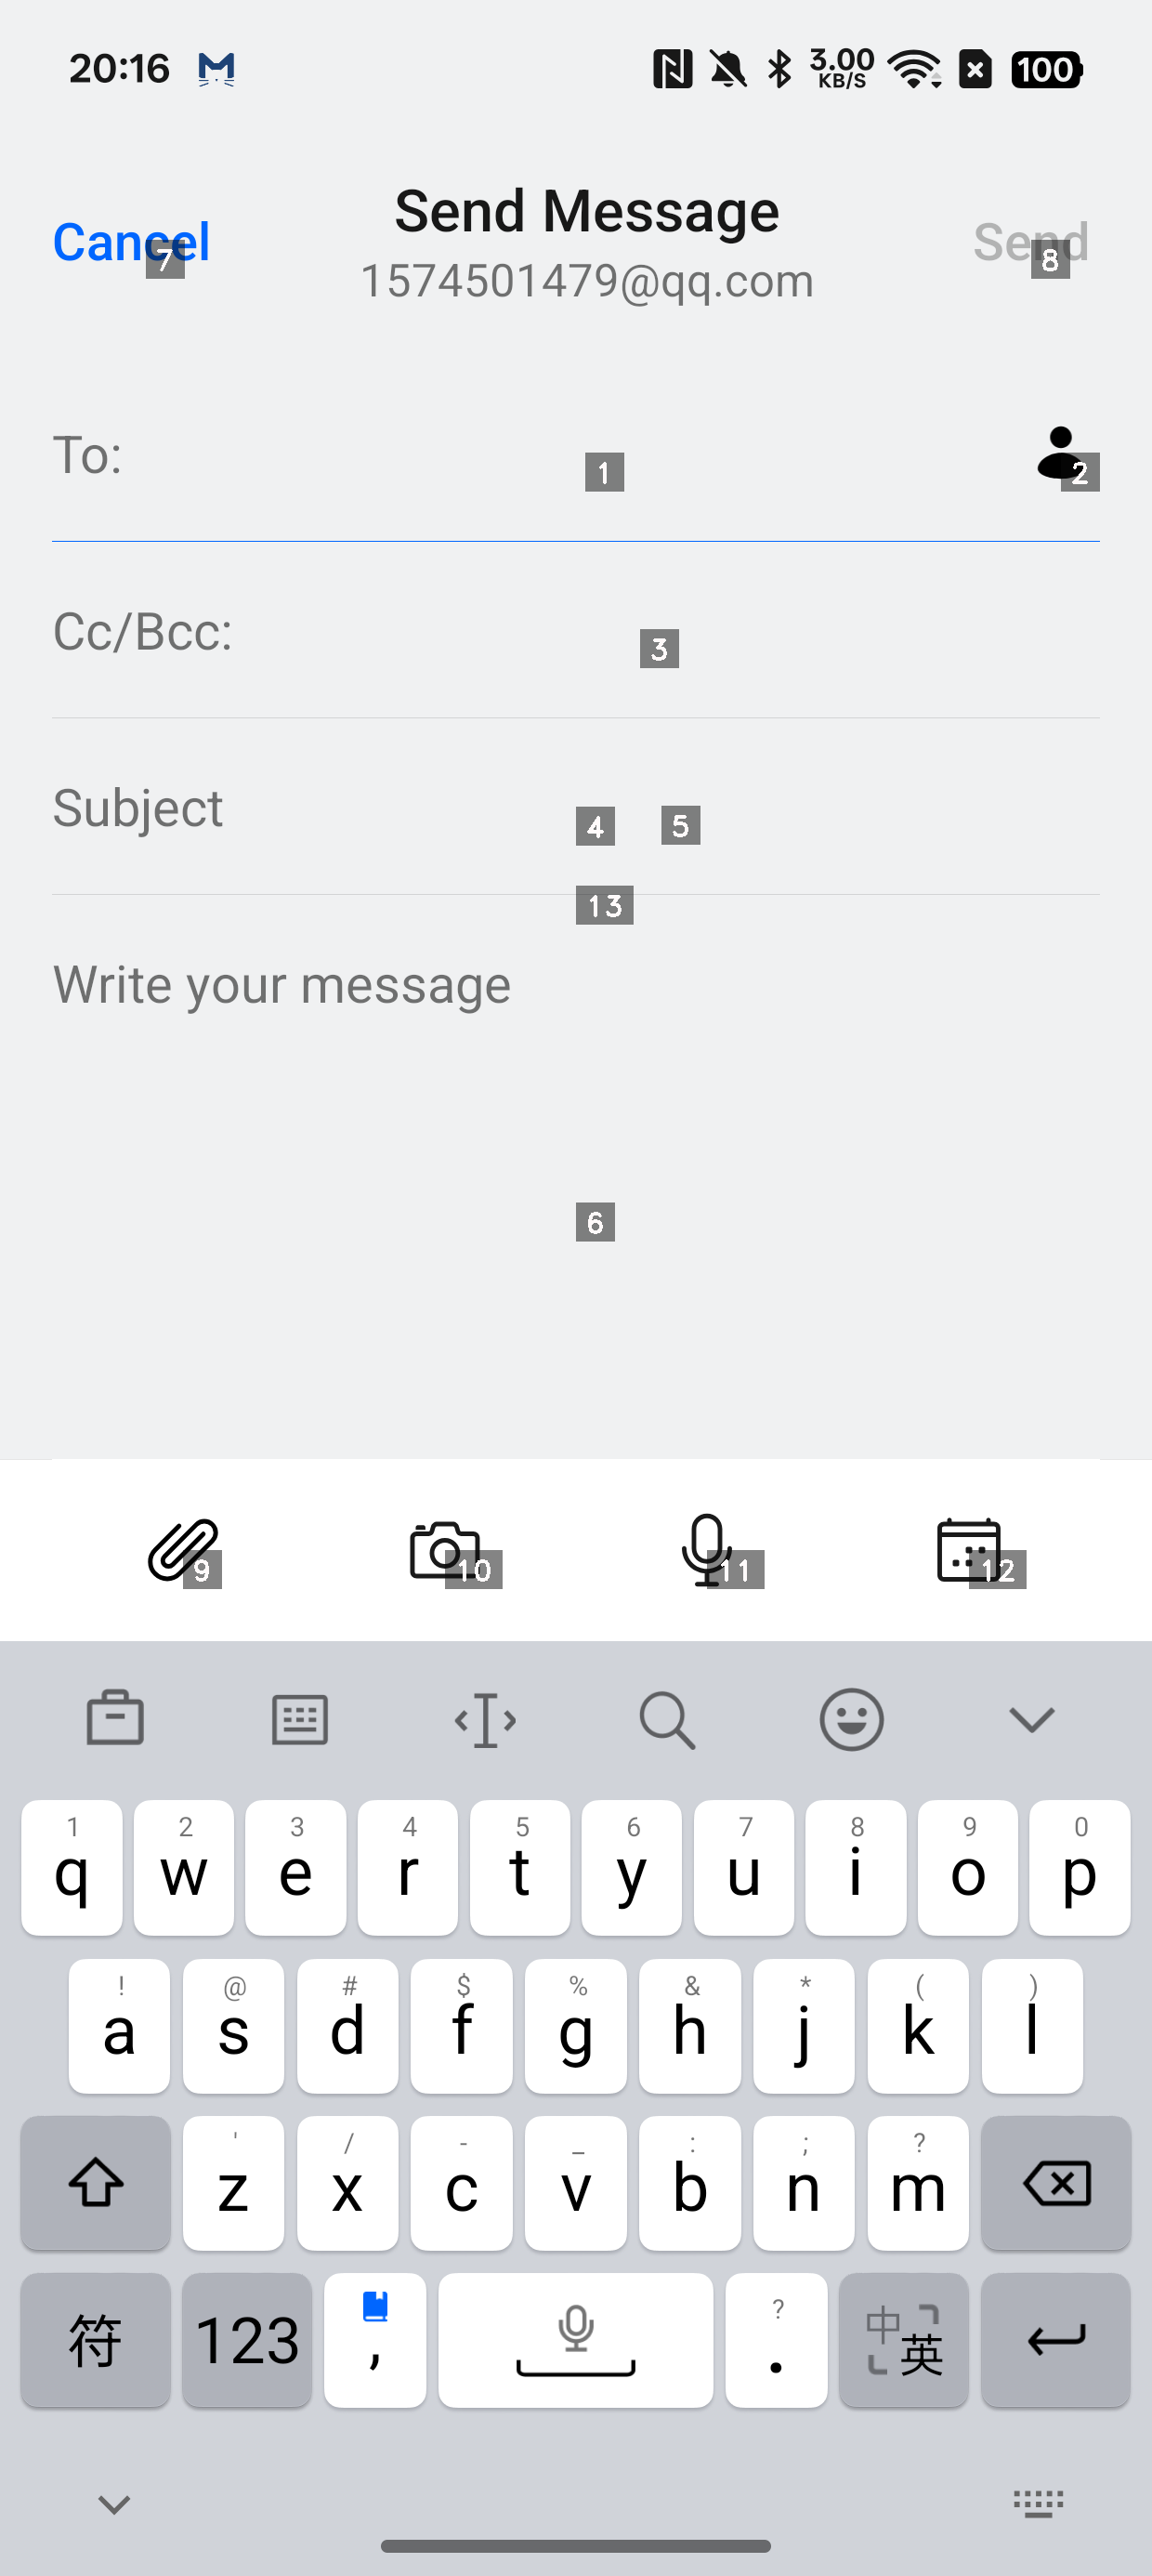 20:16 3.00 KB/S 100
Cancel Send Message Send
7 1574501479@qq.com 8
To: 1 2
Cc/Bcc: 3
Subject 4 5
13
Write your message
6
9 10 11 12
1 2 3 4 5 6 7 8 9 0
q w e r t y u i o p
! @ # $ % & * ( )
a s d f g h j k l
' / - _ : ; ?
z x c v b n m
符 123 , ? . 中 英